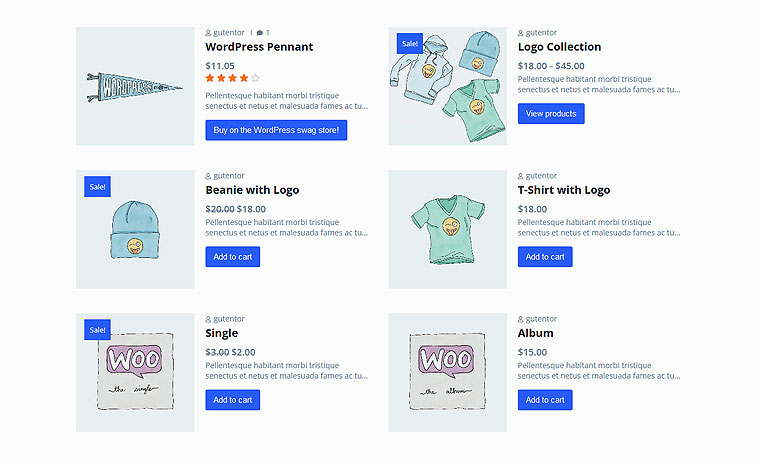 gutentor | 1
WordPress Pennant
$11.05
Pellentesque habitant morbi tristique
senectus et netus et malesuada fames ac tu...
Buy on the WordPress swag store!
WORDPRESS
Sale!
gutentor
Logo Collection
$18.00 – $45.00
Pellentesque habitant morbi tristique
senectus et netus et malesuada fames ac tu...
View products
Sale!
gutentor
Beanie with Logo
$20.00 $18.00
Pellentesque habitant morbi tristique
senectus et netus et malesuada fames ac tu...
Add to cart
gutentor
T-Shirt with Logo
$18.00
Pellentesque habitant morbi tristique
senectus et netus et malesuada fames ac tu...
Add to cart
Sale!
WOO
the single
gutentor
Single
$3.00 $2.00
Pellentesque habitant morbi tristique
senectus et netus et malesuada fames ac tu...
Add to cart
WOO
the album
gutentor
Album
$15.00
Pellentesque habitant morbi tristique
senectus et netus et malesuada fames ac tu...
Add to cart